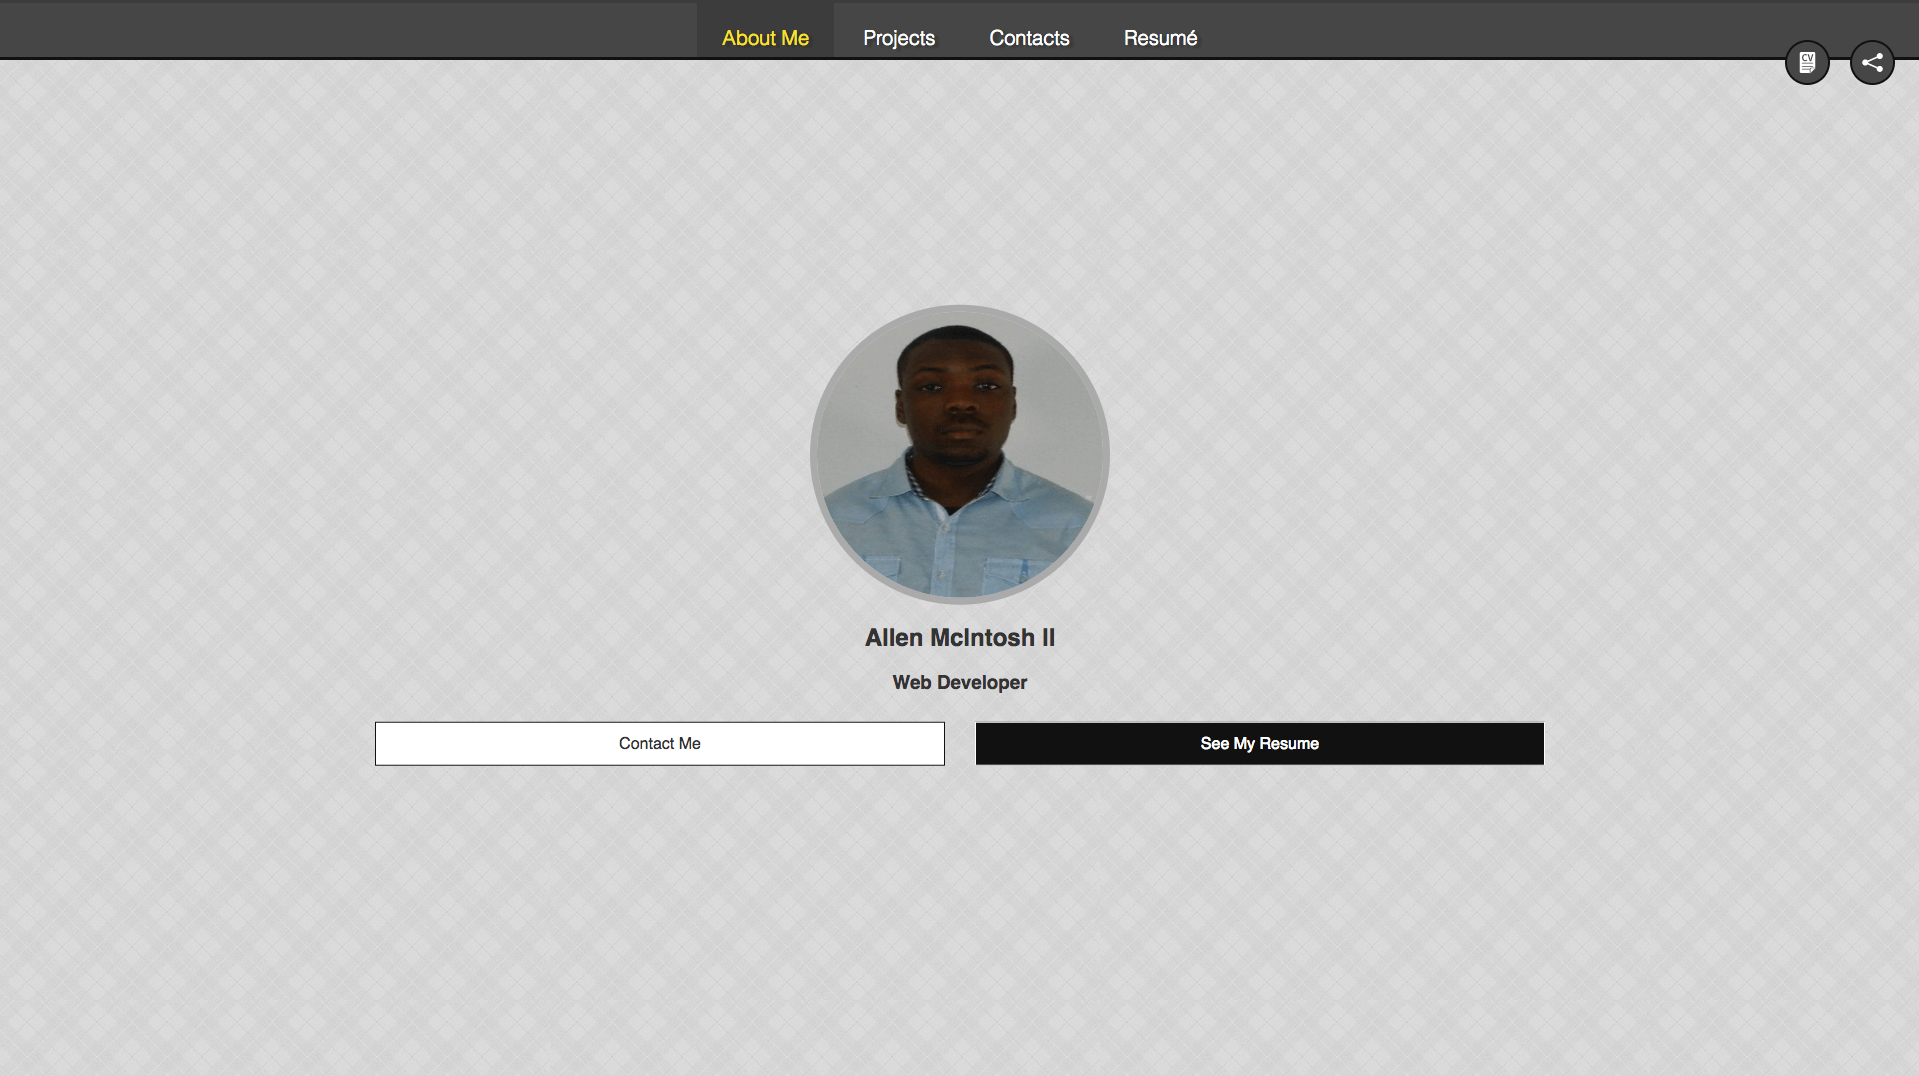 About Me Projects Contacts Resumé
CV
Allen McIntosh II
Web Developer
Contact Me See My Resume